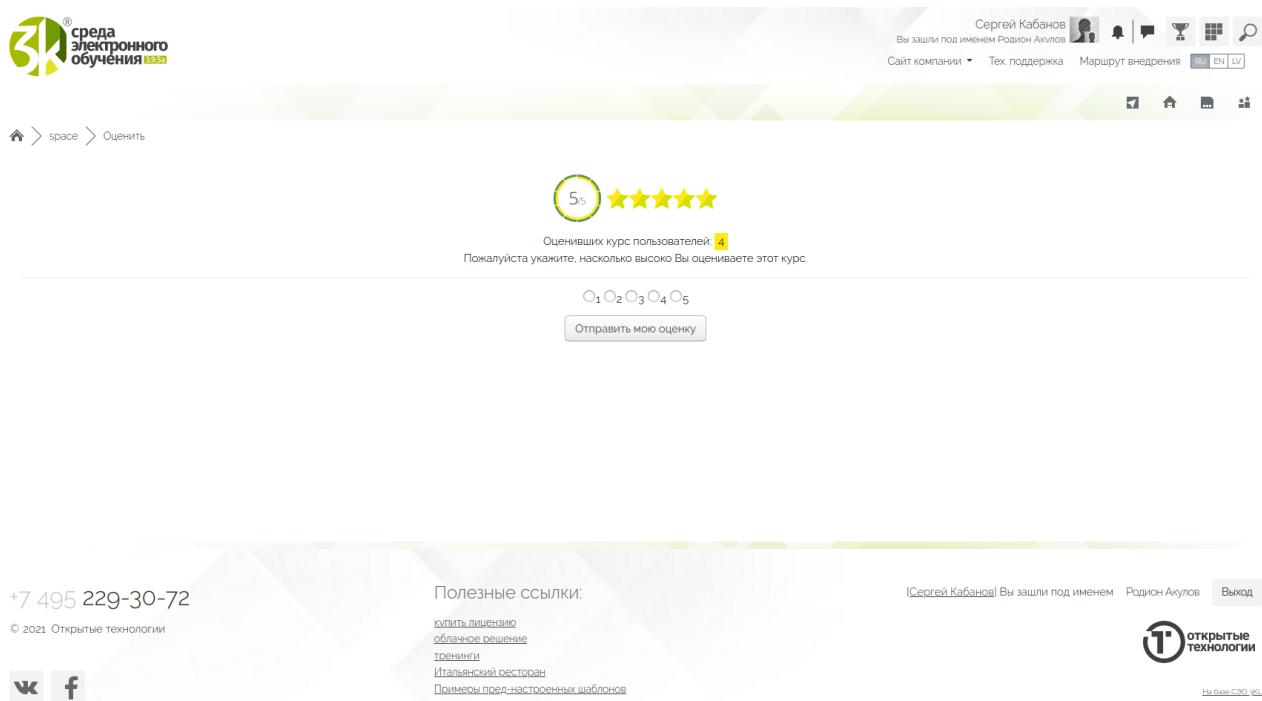 3k®
среда
электронного
обучения 3.9.5a
Сергей Кабанов
Вы зашли под именем Родион Акулов
Сайт компании Тех. поддержка Маршрут внедрения RU EN LV
space Оценить
5/5
Оценивших курс пользователей: 4
Пожалуйста укажите, насколько высоко Вы оцениваете этот курс.
1 2 3 4 5
Отправить мою оценку
+7 495 229-30-72
© 2021 Открытые технологии
Полезные ссылки:
купить лицензию
облачное решение
тренинги
Итальянский ресторан
Примеры пред-настроенных шаблонов
[Сергей Кабанов] Вы зашли под именем Родион Акулов Выход
открытые
технологии
На базе СЭО 3KL